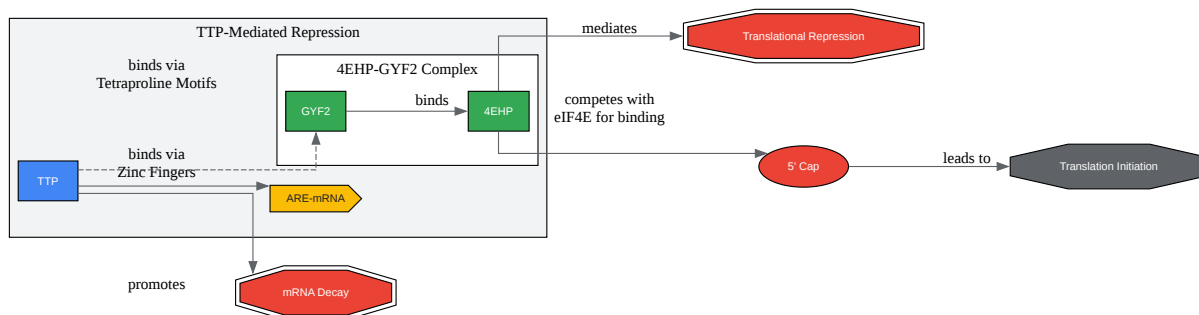 TTP-Mediated Repression
mediates
Translational Repression
binds via
Tetraproline Motifs
4EHP-GYF2 Complex
GYF2
binds
4EHP
competes with
eIF4E for binding
binds via
Zinc Fingers
TTP
ARE-mRNA
5' Cap
leads to
Translation Initiation
promotes
mRNA Decay